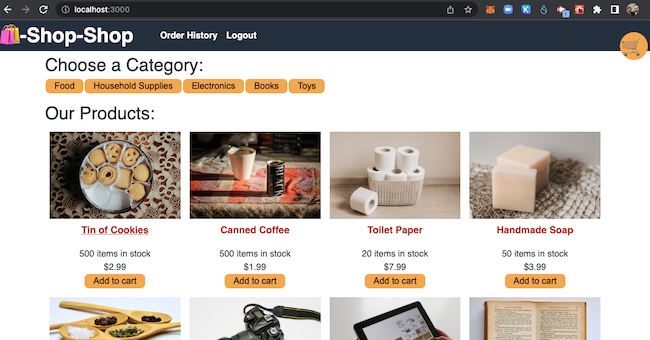 localhost:3000
-Shop-Shop
Order History Logout
Choose a Category:
Food Household Supplies Electronics Books Toys
Our Products:
Tin of Cookies Canned Coffee Toilet Paper Handmade Soap
500 items in stock 500 items in stock 20 items in stock 50 items in stock
$2.99 $1.99 $7.99 $3.99
Add to cart Add to cart Add to cart Add to cart